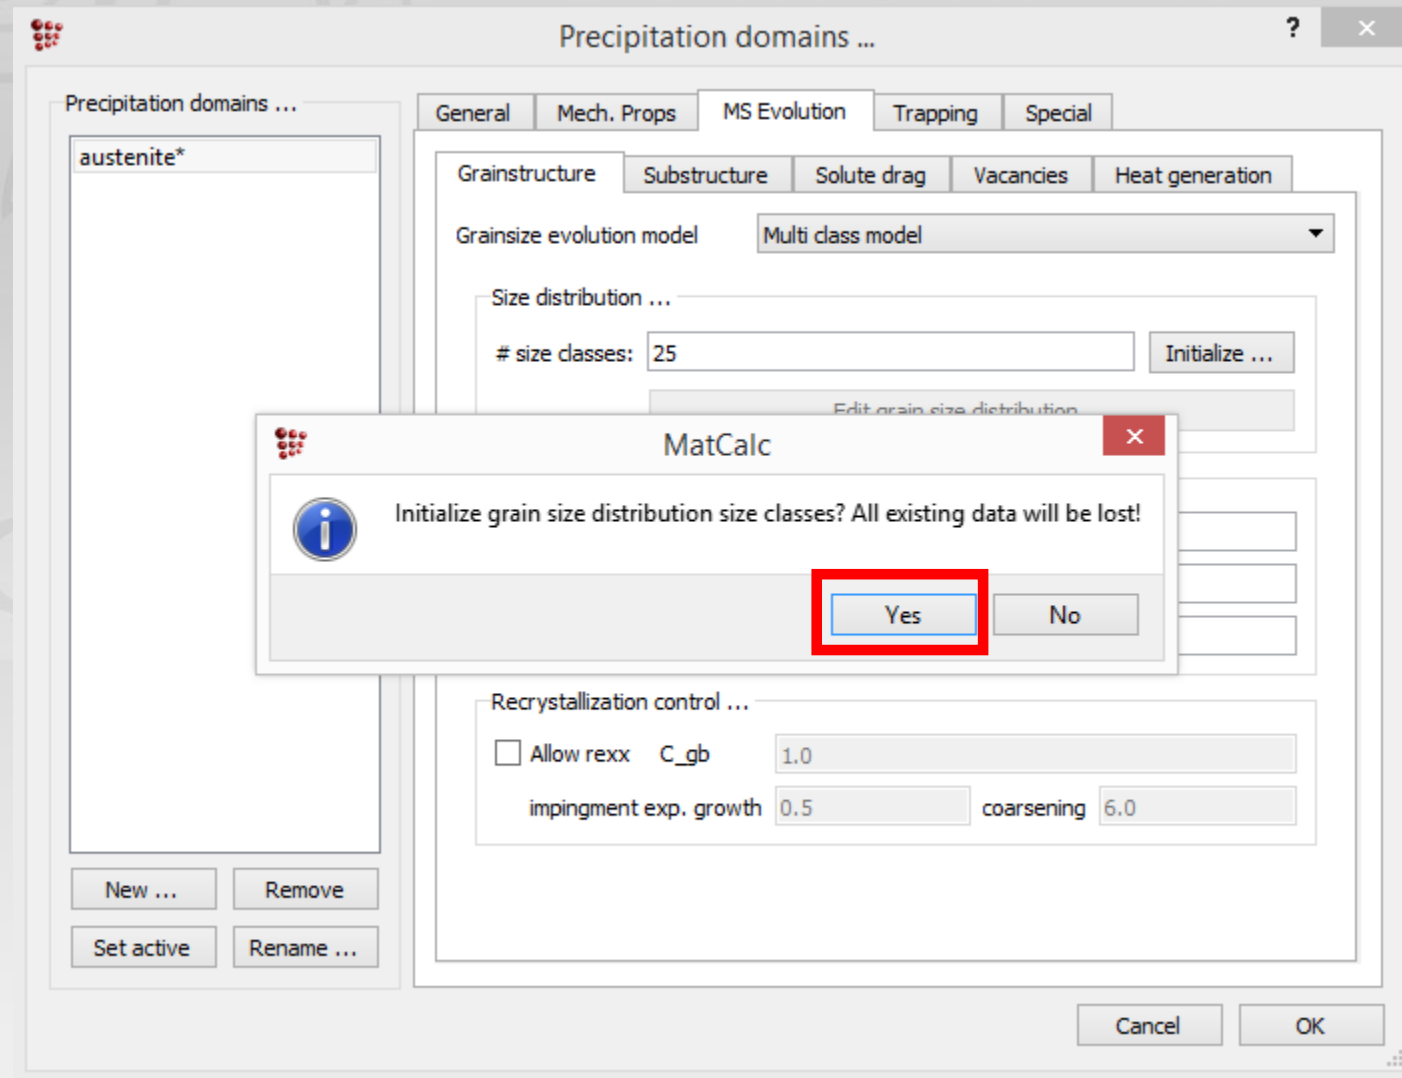 Precipitation domains ...
?
Precipitation domains ...
austenite*
New ...
Remove
Set active
Rename ...
General
Mech. Props
MS Evolution
Trapping
Special
Grainstructure
Substructure
Solute drag
Vacancies
Heat generation
Grainsize evolution model
Multi class model
Size distribution ...
# size classes:
25
Initialize ...
Edit grain size distribution
MatCalc
Initialize grain size distribution size classes? All existing data will be lost!
Yes
No
Recrystallization control ...
Allow rexx
C_gb
1.0
impingment exp. growth
0.5
coarsening
6.0
Cancel
OK